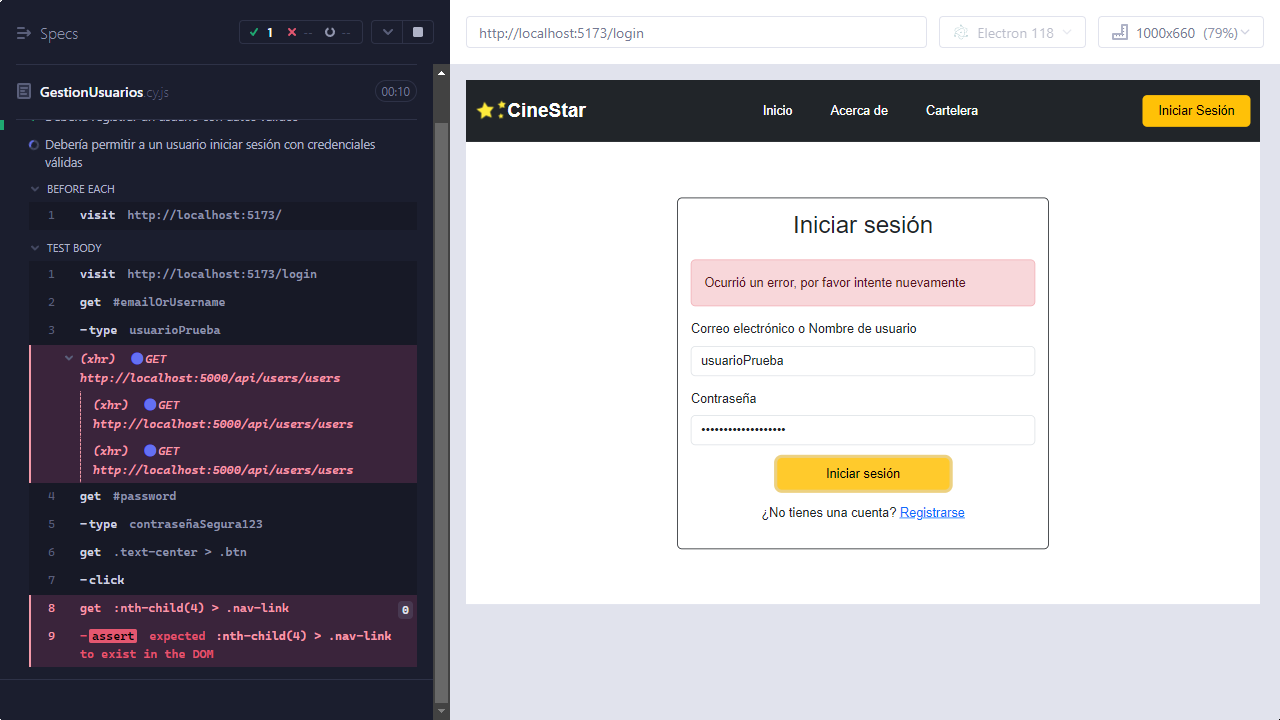 Specs
1
--
--
GestionUsuarios.cy.js
00:10
Debería registrar un usuario con datos válidos
Debería permitir a un usuario iniciar sesión con credenciales
válidas
BEFORE EACH
1 visit http://localhost:5173/
TEST BODY
1 visit http://localhost:5173/login
2 get #emailOrUsername
3 -type usuarioPrueba
(xhr) GET
http://localhost:5000/api/users/users
(xhr) GET
http://localhost:5000/api/users/users
(xhr) GET
http://localhost:5000/api/users/users
4 get #password
5 -type contraseñaSegura123
6 get .text-center > .btn
7 -click
8 get :nth-child(4) > .nav-link 0
9 -assert expected :nth-child(4) > .nav-link
to exist in the DOM
http://localhost:5173/login
Electron 118
1000x660 (79%)
CineStar
Inicio
Acerca de
Cartelera
Iniciar Sesión
Iniciar sesión
Ocurrió un error, por favor intente nuevamente
Correo electrónico o Nombre de usuario
usuarioPrueba
Contraseña
•••••••••••••••••••
Iniciar sesión
¿No tienes una cuenta? Registrarse